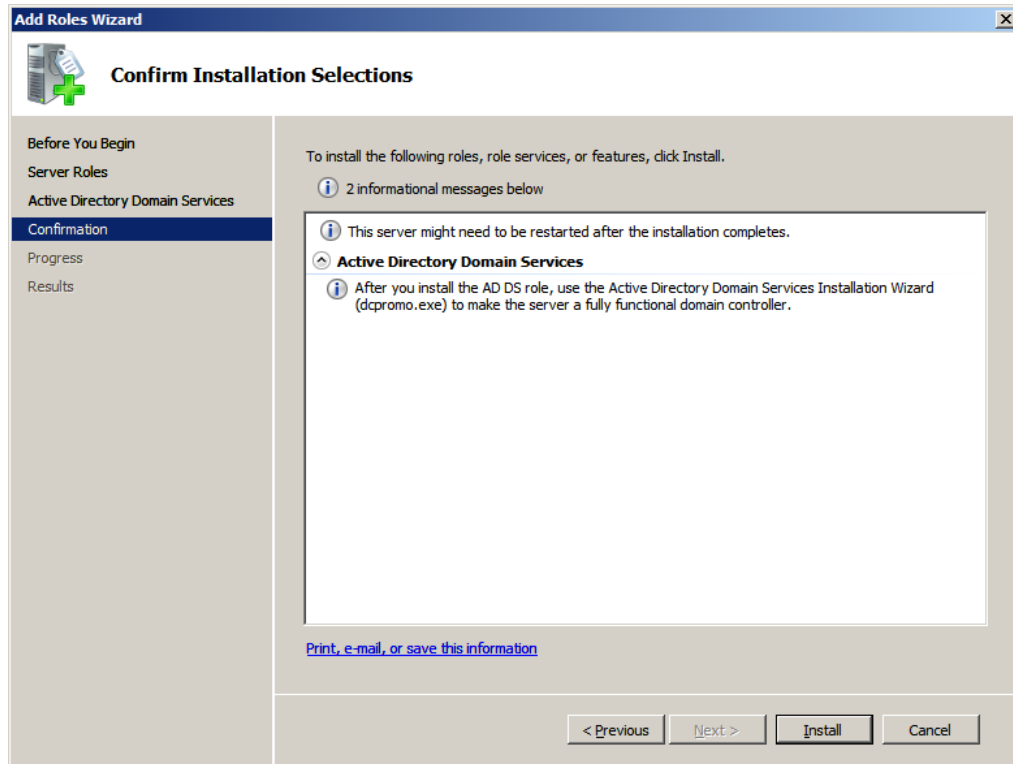 Add Roles Wizard
Confirm Installation Selections
Before You Begin
Server Roles
Active Directory Domain Services
Confirmation
Progress
Results
To install the following roles, role services, or features, click Install.
2 informational messages below
This server might need to be restarted after the installation completes.
Active Directory Domain Services
After you install the AD DS role, use the Active Directory Domain Services Installation Wizard
(dcpromo.exe) to make the server a fully functional domain controller.
Print, e-mail, or save this information
< Previous Next > Install Cancel